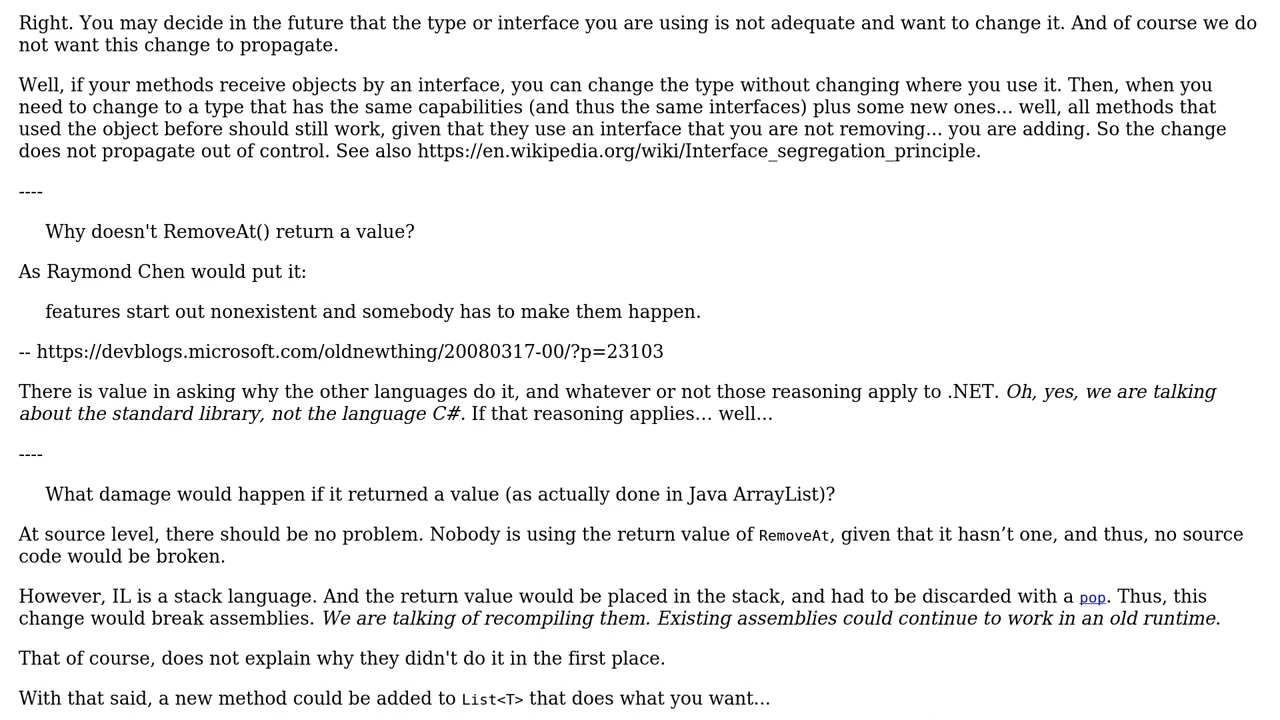 Right. You may decide in the future that the type or interface you are using is not adequate and want to change it. And of course we do
not want this change to propagate.
Well, if your methods receive objects by an interface, you can change the type without changing where you use it. Then, when you
need to change to a type that has the same capabilities (and thus the same interfaces) plus some new ones... well, all methods that
used the object before should still work, given that they use an interface that you are not removing... you are adding. So the change
does not propagate out of control. See also https://en.wikipedia.org/wiki/Interface_segregation_principle.
----
Why doesn't RemoveAt() return a value?
As Raymond Chen would put it:
features start out nonexistent and somebody has to make them happen.
-- https://devblogs.microsoft.com/oldnewthing/20080317-00/?p=23103
There is value in asking why the other languages do it, and whatever or not those reasoning apply to .NET. Oh, yes, we are talking
about the standard library, not the language C#. If that reasoning applies... well...
----
What damage would happen if it returned a value (as actually done in Java ArrayList)?
At source level, there should be no problem. Nobody is using the return value of RemoveAt, given that it hasn’t one, and thus, no source
code would be broken.
However, IL is a stack language. And the return value would be placed in the stack, and had to be discarded with a pop. Thus, this
change would break assemblies. We are talking of recompiling them. Existing assemblies could continue to work in an old runtime.
That of course, does not explain why they didn't do it in the first place.
With that said, a new method could be added to List<T> that does what you want...